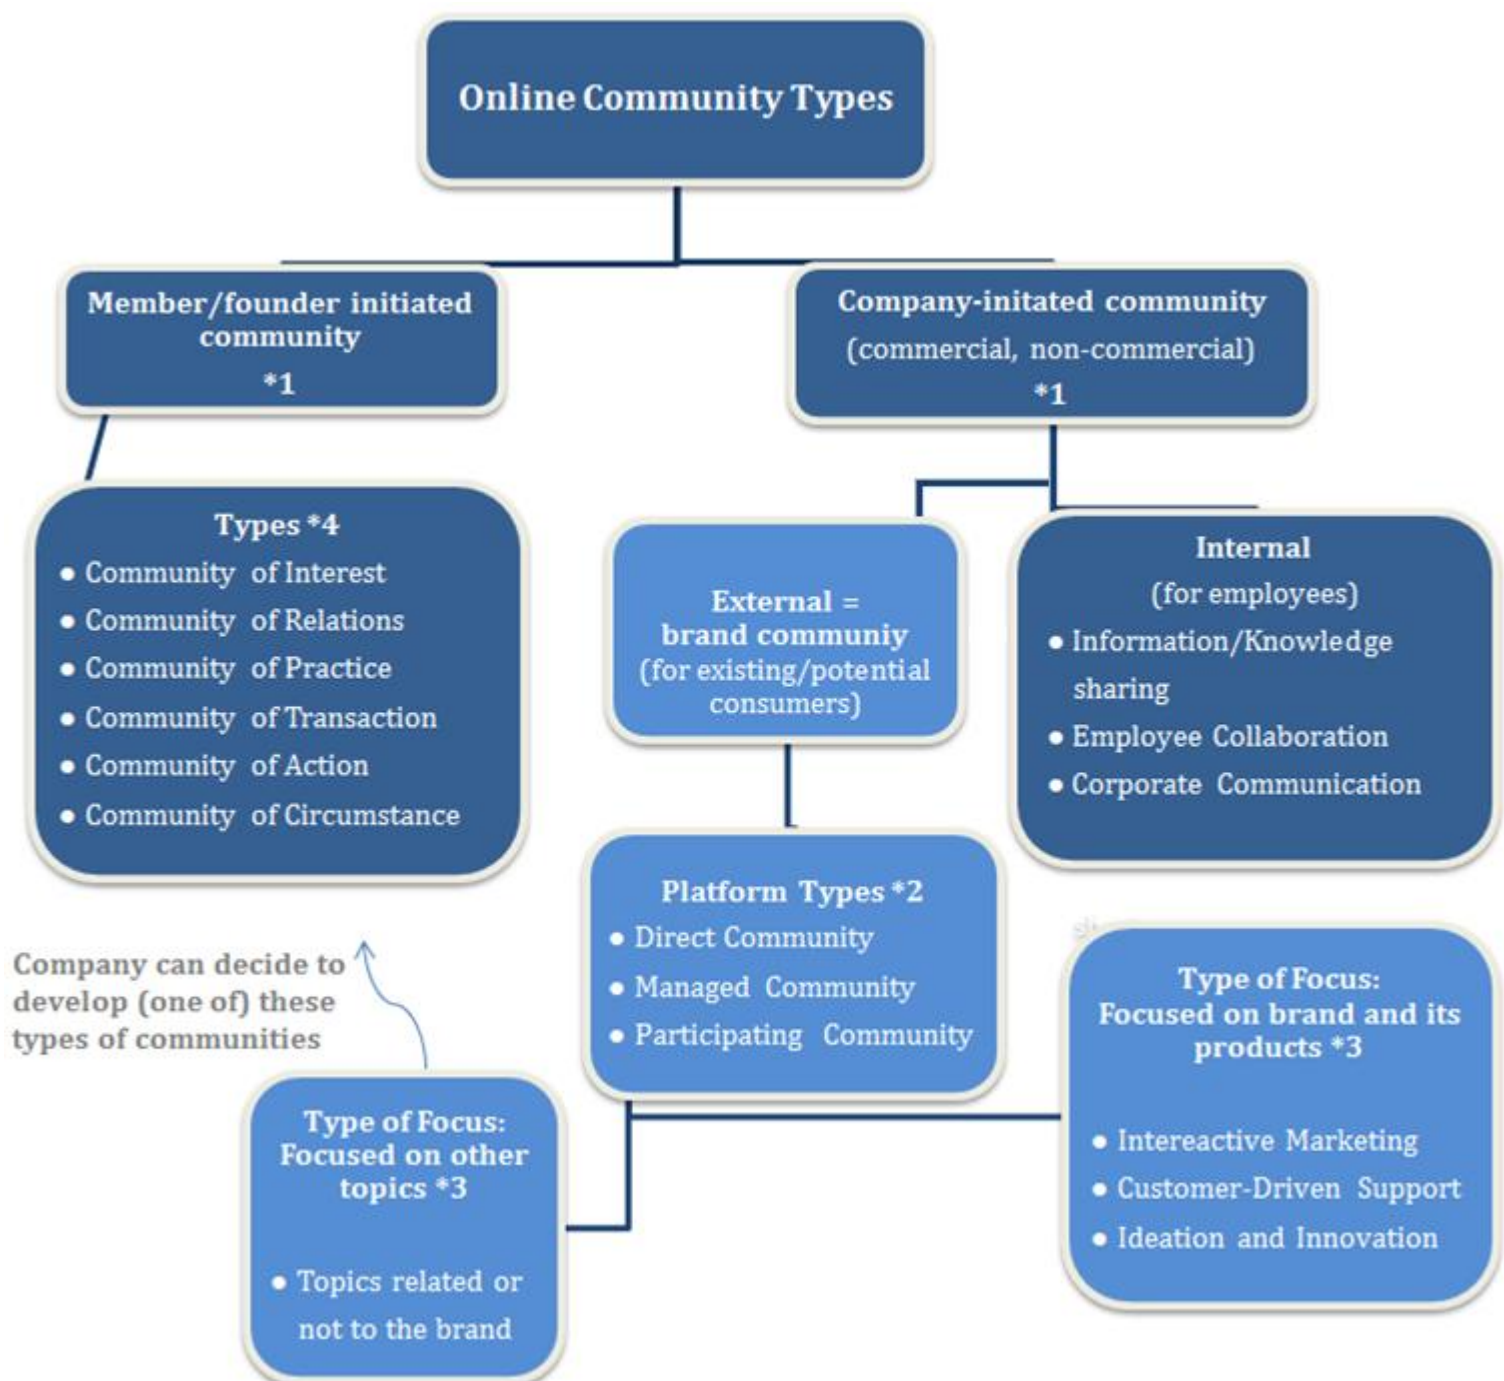 Online Community Types
Member/founder initiated
community
*1
Company-initated community
(commercial, non-commercial)
*1
Types *4
● Community of Interest
● Community of Relations
● Community of Practice
● Community of Transaction
● Community of Action
● Community of Circumstance
External =
brand communiy
(for existing/potential
consumers)
Internal
(for employees)
● Information/Knowledge
sharing
● Employee Collaboration
● Corporate Communication
Platform Types *2
● Direct Community
● Managed Community
● Participating Community
Company can decide to
develop (one of) these
types of communities
Type of Focus:
Focused on other
topics *3
● Topics related or
not to the brand
Type of Focus:
Focused on brand and its
products *3
● Intereactive Marketing
● Customer-Driven Support
● Ideation and Innovation